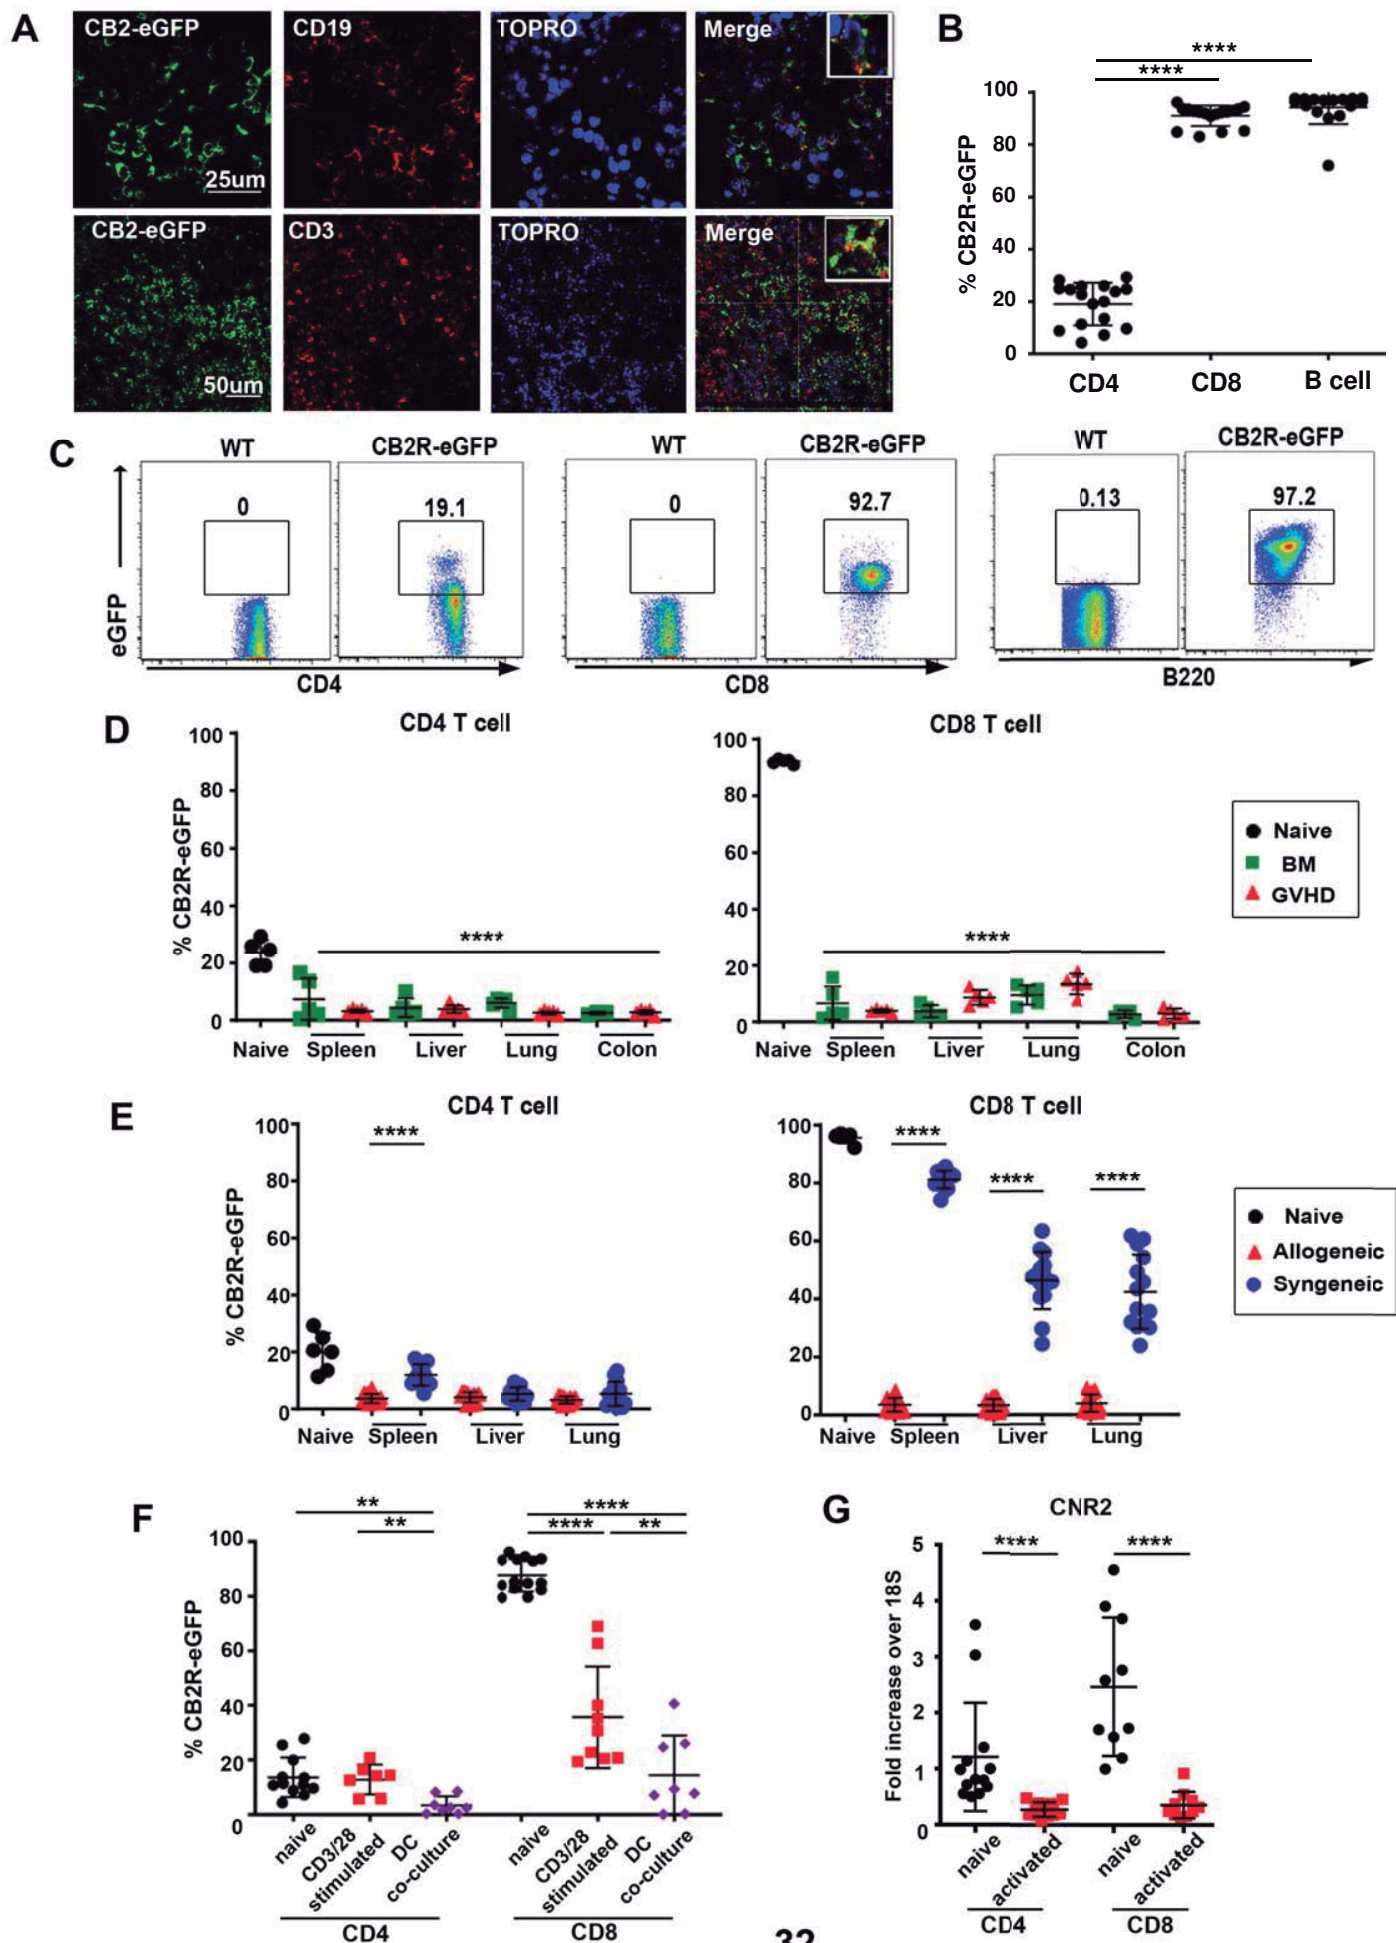 A
CB2-eGFP
CD19
TOPRO
Merge
25um
CB2-eGFP
CD3
TOPRO
Merge
50um
B
****
****
% CB2R-eGFP
100
80
60
40
20
0
CD4
CD8
B cell
C
WT
CB2R-eGFP
WT
CB2R-eGFP
WT
CB2R-eGFP
0
19.1
0
92.7
0.13
97.2
eGFP
CD4
CD8
B220
D
CD4 T cell
% CB2R-eGFP
100
80
60
40
20
0
****
Naive
Spleen
Liver
Lung
Colon
CD8 T cell
100
80
60
40
20
0
****
Naive
Spleen
Liver
Lung
Colon
Naive
BM
GVHD
E
CD4 T cell
% CB2R-eGFP
100
80
60
40
20
0
****
Naive
Spleen
Liver
Lung
CD8 T cell
100
80
60
40
20
0
****
****
****
Naive
Spleen
Liver
Lung
Naive
Allogeneic
Syngeneic
F
% CB2R-eGFP
100
80
60
40
20
0
**
**
****
****
**
naive
CD3/28
stimulated
DC
co-culture
naive
CD3/28
stimulated
DC
co-culture
CD4
CD8
G
CNR2
Fold increase over 18S
5
4
3
2
1
0
****
****
naive
activated
naive
activated
CD4
CD8
32